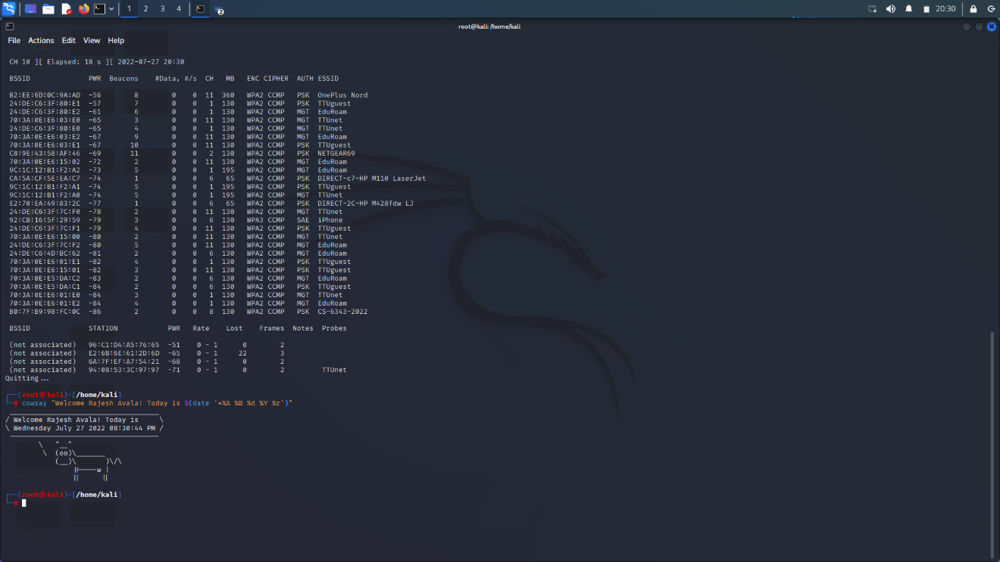 1 2 3 4 2 20:30
root@kali: /home/kali
File Actions Edit View Help
CH 10 ][ Elapsed: 18 s ][ 2022-07-27 20:30
BSSID PWR Beacons #Data, #/s CH MB ENC CIPHER AUTH ESSID
B2:EE:6D:0C:9A:AD -56 8 0 0 11 360 WPA2 CCMP PSK OnePlus Nord
24:DE:C6:3F:80:E1 -57 7 0 0 1 130 WPA2 CCMP PSK TTUguest
24:DE:C6:3F:80:E2 -61 6 0 0 1 130 WPA2 CCMP MGT EduRoam
70:3A:0E:E6:03:E0 -65 3 0 0 11 130 WPA2 CCMP MGT TTUnet
24:DE:C6:3F:80:E0 -65 4 0 0 1 130 WPA2 CCMP MGT TTUnet
70:3A:0E:E6:03:E2 -67 9 0 0 11 130 WPA2 CCMP MGT EduRoam
70:3A:0E:E6:03:E1 -67 10 0 0 11 130 WPA2 CCMP PSK TTUguest
C8:9E:43:58:AF:46 -69 11 0 0 2 130 WPA2 CCMP PSK NETGEAR69
70:3A:0E:E6:15:02 -72 2 0 0 11 130 WPA2 CCMP MGT EduRoam
9C:1C:12:B1:F2:A2 -73 5 0 0 1 195 WPA2 CCMP MGT EduRoam
CA:5A:CF:5E:EA:C7 -74 1 0 0 6 65 WPA2 CCMP PSK DIRECT-c7-HP M110 LaserJet
9C:1C:12:B1:F2:A1 -74 5 0 0 1 195 WPA2 CCMP PSK TTUguest
9C:1C:12:B1:F2:A0 -74 5 0 0 1 195 WPA2 CCMP MGT TTUnet
E2:70:EA:49:83:2C -77 1 0 0 6 65 WPA2 CCMP PSK DIRECT-2C-HP M428fdw LJ
24:DE:C6:3F:7C:F0 -78 2 0 0 11 130 WPA2 CCMP MGT TTUnet
92:CB:16:5F:29:59 -79 3 0 0 6 130 WPA3 CCMP SAE iPhone
24:DE:C6:3F:7C:F1 -79 4 0 0 11 130 WPA2 CCMP PSK TTUguest
70:3A:0E:E6:15:00 -80 2 0 0 11 130 WPA2 CCMP MGT TTUnet
24:DE:C6:3F:7C:F2 -80 5 0 0 11 130 WPA2 CCMP MGT EduRoam
24:DE:C6:4D:BC:62 -81 2 0 0 6 130 WPA2 CCMP MGT EduRoam
70:3A:0E:E6:01:E1 -82 4 0 0 1 130 WPA2 CCMP PSK TTUguest
70:3A:0E:E6:15:01 -82 3 0 0 11 130 WPA2 CCMP PSK TTUguest
70:3A:0E:E5:DA:C2 -83 2 0 0 6 130 WPA2 CCMP MGT EduRoam
70:3A:0E:E5:DA:C1 -84 2 0 0 6 130 WPA2 CCMP PSK TTUguest
70:3A:0E:E6:01:E0 -84 3 0 0 1 130 WPA2 CCMP MGT TTUnet
70:3A:0E:E6:01:E2 -84 4 0 0 1 130 WPA2 CCMP MGT EduRoam
B0:7F:B9:98:FC:0C -86 2 0 0 8 130 WPA2 CCMP PSK CS-6343-2022
BSSID STATION PWR Rate Lost Frames Notes Probes
(not associated) 96:C1:D4:A5:76:65 -51 0 - 1 0 2
(not associated) E2:6B:6E:61:2D:6D -65 0 - 1 22 3
(not associated) 6A:7F:EF:A7:54:21 -68 0 - 1 0 2
(not associated) 94:08:53:3C:97:97 -71 0 - 1 0 2 TTUnet
Quitting...
┌──(root㉿kali)-[/home/kali]
└─# cowsay "Welcome Rajesh Avala! Today is $(date '+%A %B %d %Y %r')"
 ____________________________________
/ Welcome Rajesh Avala! Today is     \
\ Wednesday July 27 2022 08:30:44 PM /
 ------------------------------------
        \   ^__^
         \  (oo)\_______
            (__)\       )\/\
                ||----w |
                ||     ||
┌──(root㉿kali)-[/home/kali]
└─#
Screenshot Screenshot